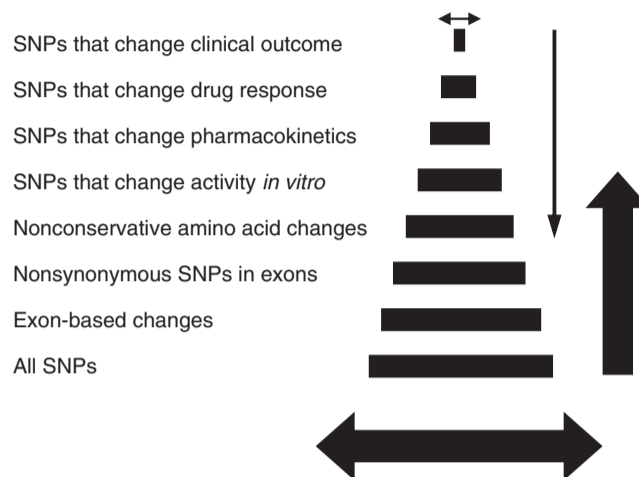 SNPs that change clinical outcome
SNPs that change drug response
SNPs that change pharmacokinetics
SNPs that change activity in vitro
Nonconservative amino acid changes
Nonsynonymous SNPs in exons
Exon-based changes
All SNPs